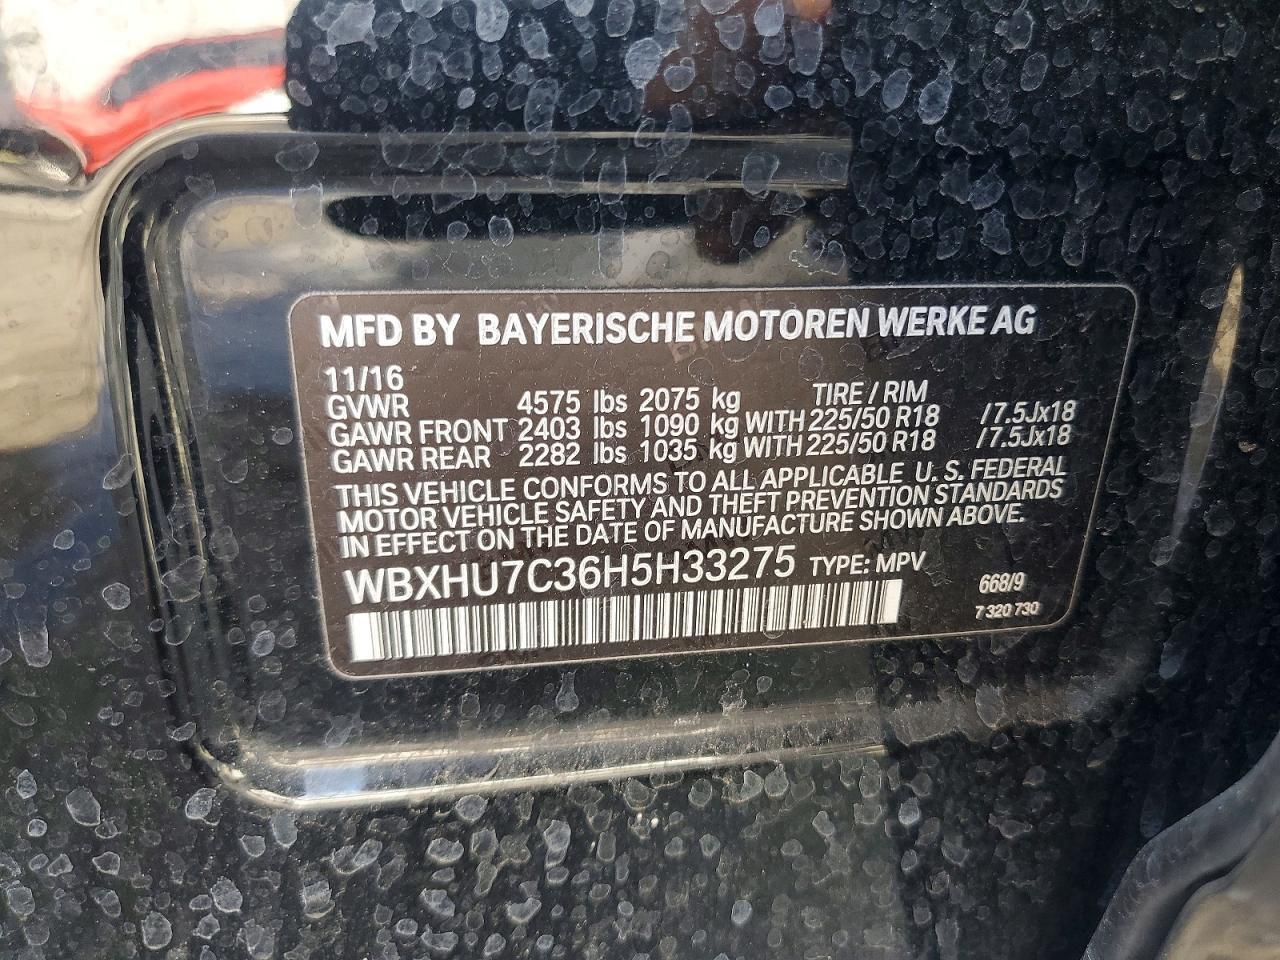 MFD BY BAYERISCHE MOTOREN WERKE AG
11/16
GVWR 4575 lbs 2075 kg TIRE / RIM
GAWR FRONT 2403 lbs 1090 kg WITH 225/50 R18 /7.5Jx18
GAWR REAR 2282 lbs 1035 kg WITH 225/50 R18 /7.5Jx18
THIS VEHICLE CONFORMS TO ALL APPLICABLE U. S. FEDERAL
MOTOR VEHICLE SAFETY AND THEFT PREVENTION STANDARDS
IN EFFECT ON THE DATE OF MANUFACTURE SHOWN ABOVE.
WBXHU7C36H5H33275 TYPE: MPV
668/9
7 320 730